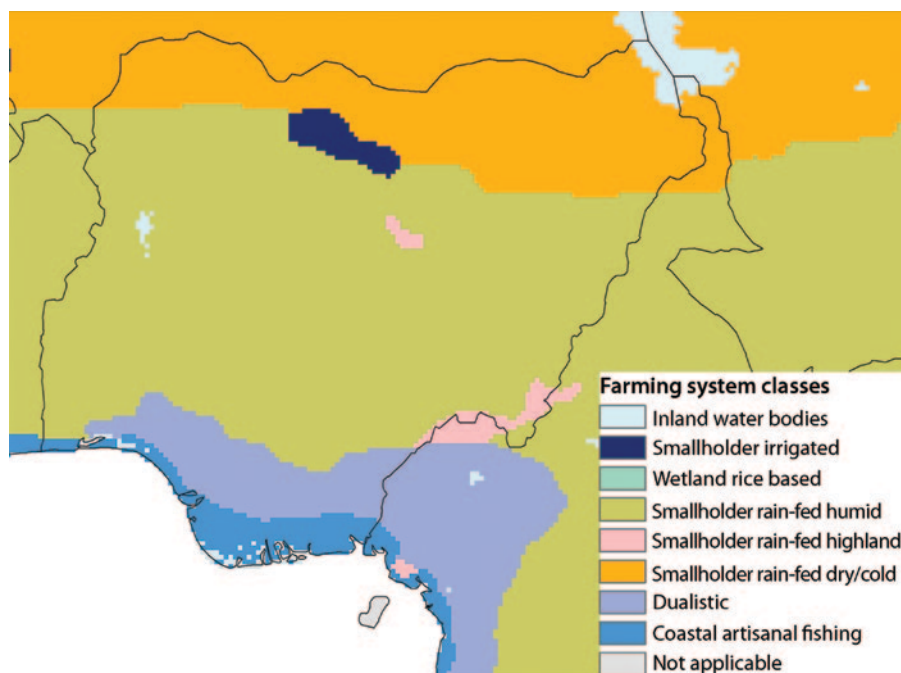 Farming system classes
Inland water bodies
Smallholder irrigated
Wetland rice based
Smallholder rain-fed humid
Smallholder rain-fed highland
Smallholder rain-fed dry/cold
Dualistic
Coastal artisanal fishing
Not applicable